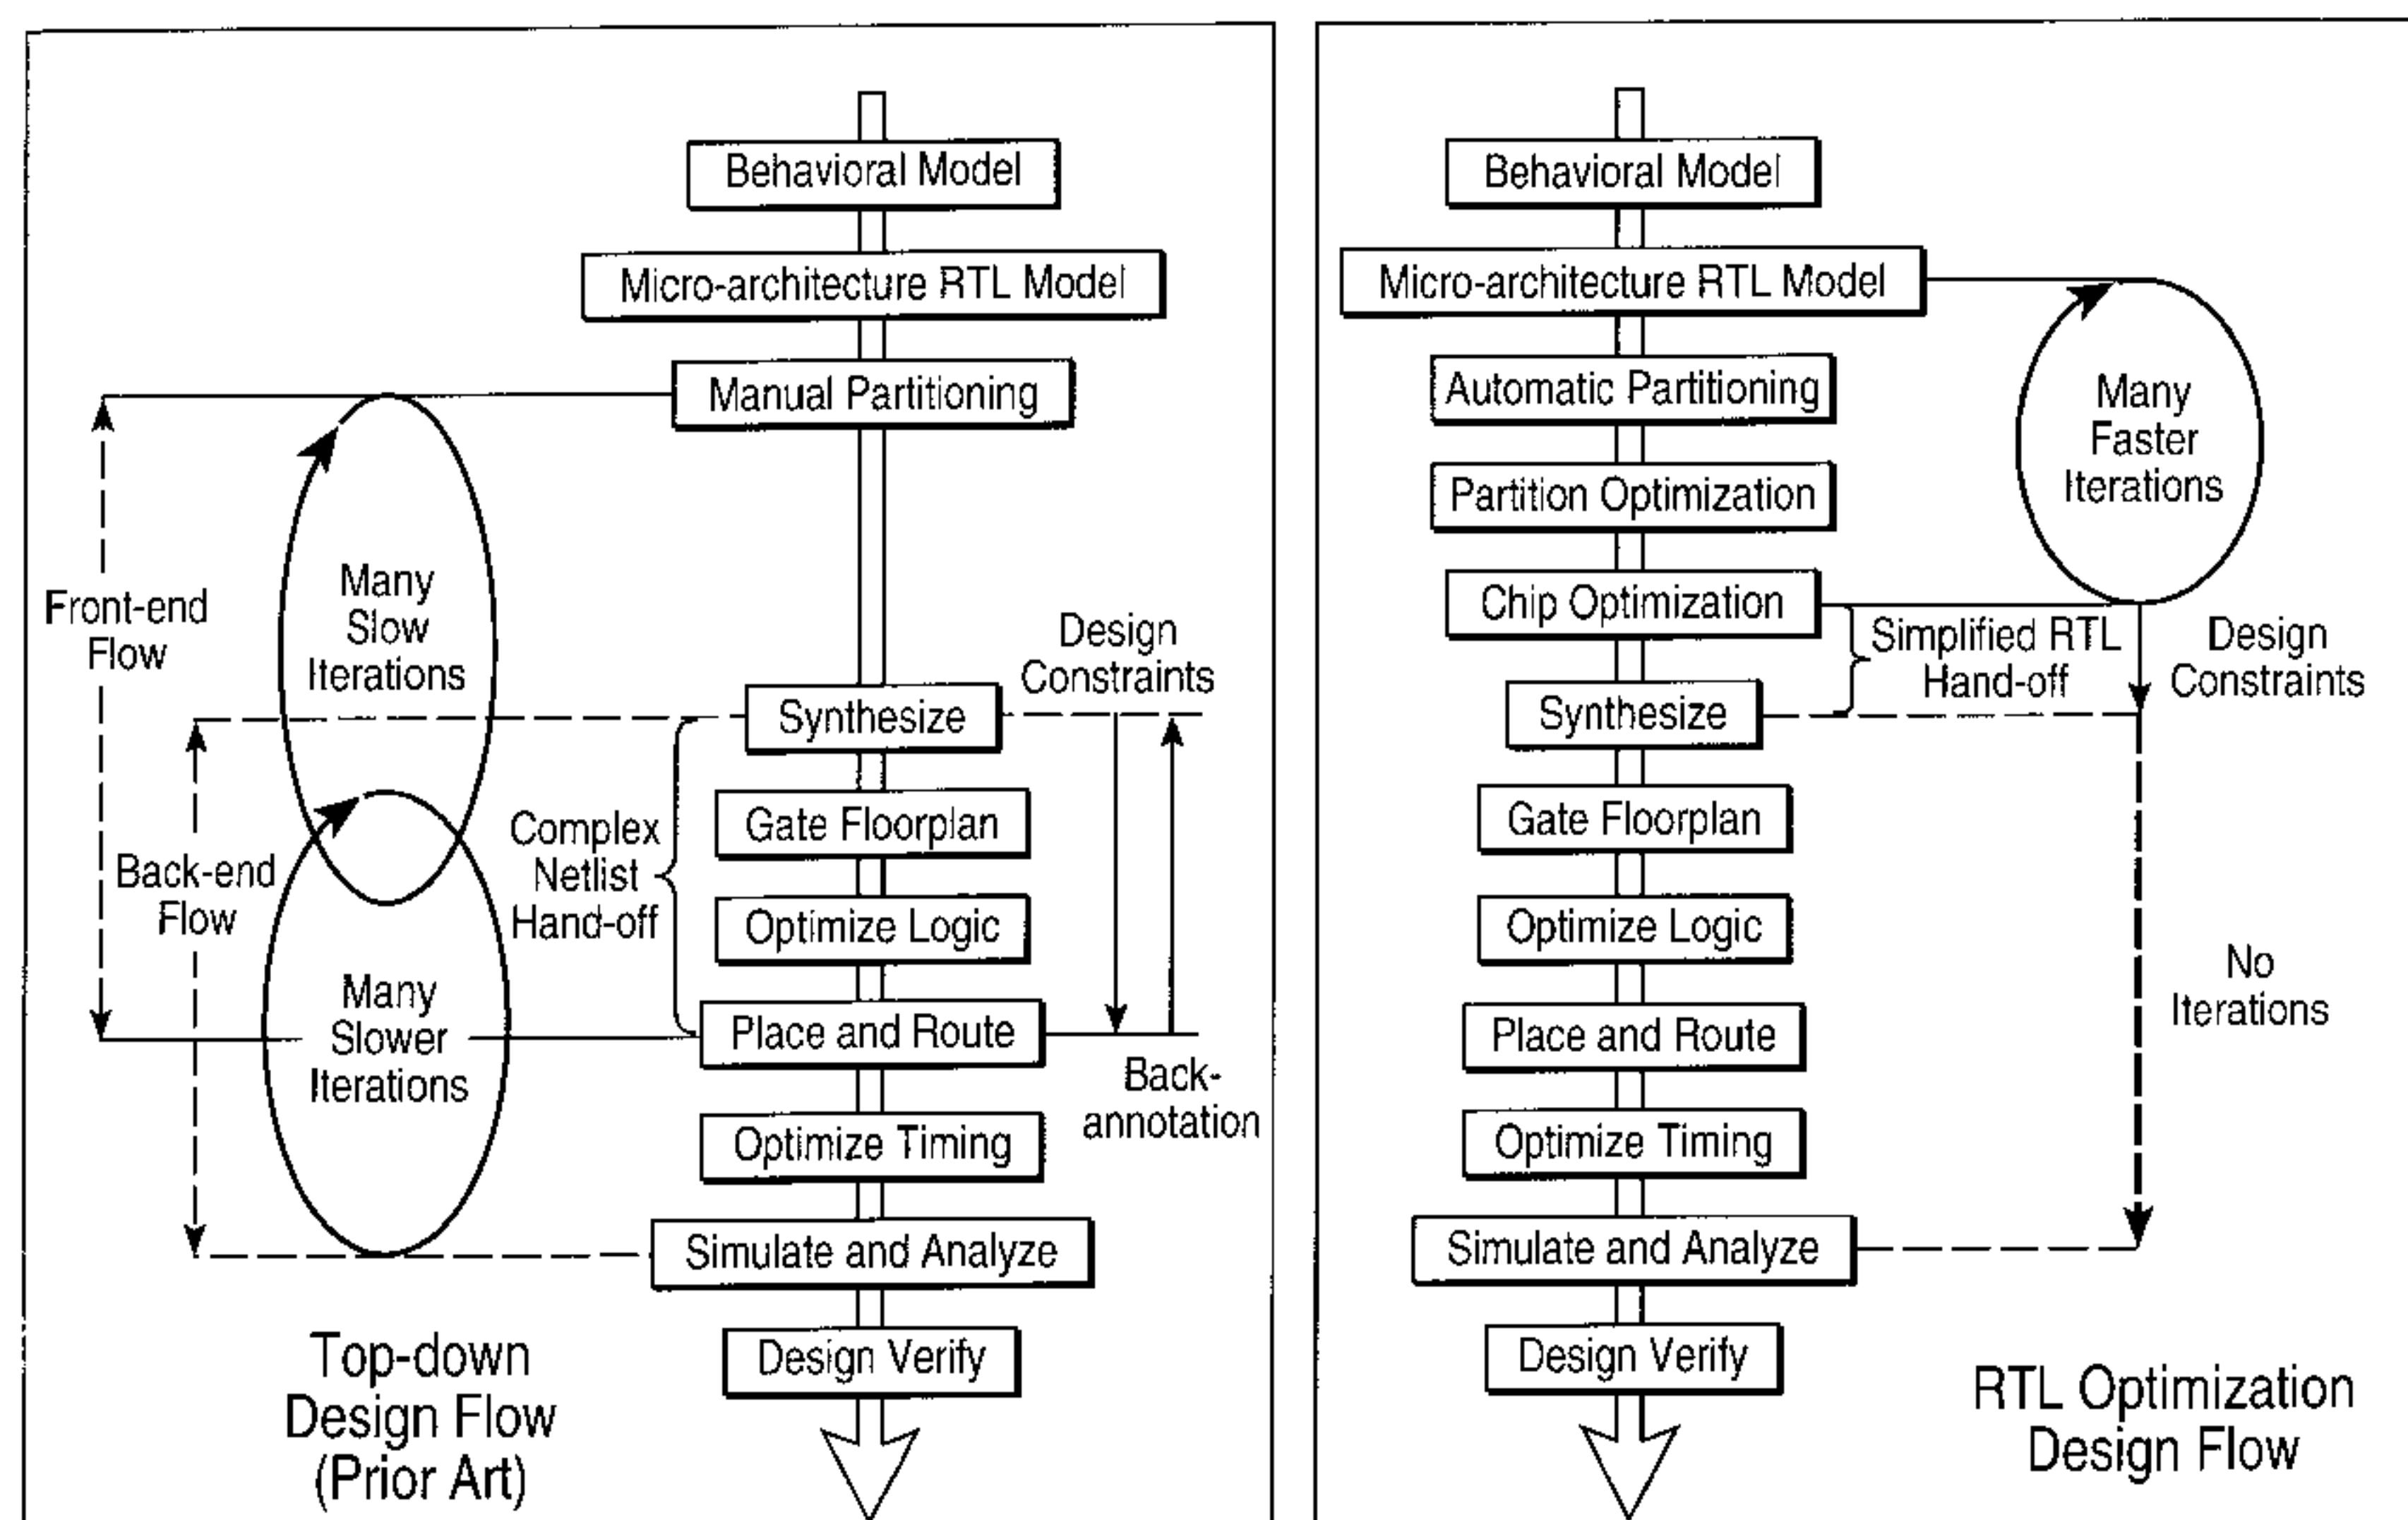 Behavioral Model
Micro-architecture RTL Model
Manual Partitioning
Front-end
Flow
Many
Slow
Iterations
Design
Constraints
Synthesize
Gate Floorplan
Complex
Netlist
Hand-off
Back-end
Flow
Optimize Logic
Many
Slower
Iterations
Place and Route
Back-
annotation
Optimize Timing
Simulate and Analyze
Design Verify
Top-down
Design Flow
(Prior Art)
Behavioral Model
Micro-architecture RTL Model
Automatic Partitioning
Many
Faster
Iterations
Partition Optimization
Chip Optimization
Simplified RTL
Hand-off
Design
Constraints
Synthesize
Gate Floorplan
Optimize Logic
No
Iterations
Place and Route
Optimize Timing
Simulate and Analyze
Design Verify
RTL Optimization
Design Flow